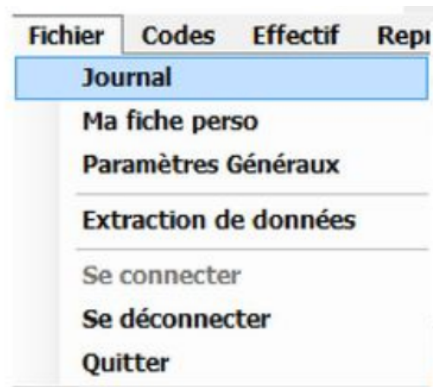 Fichier Codes Effectif
Journal
Ma fiche perso
Paramètres Généraux
Extraction de données
Se connecter
Se déconnecter
Quitter